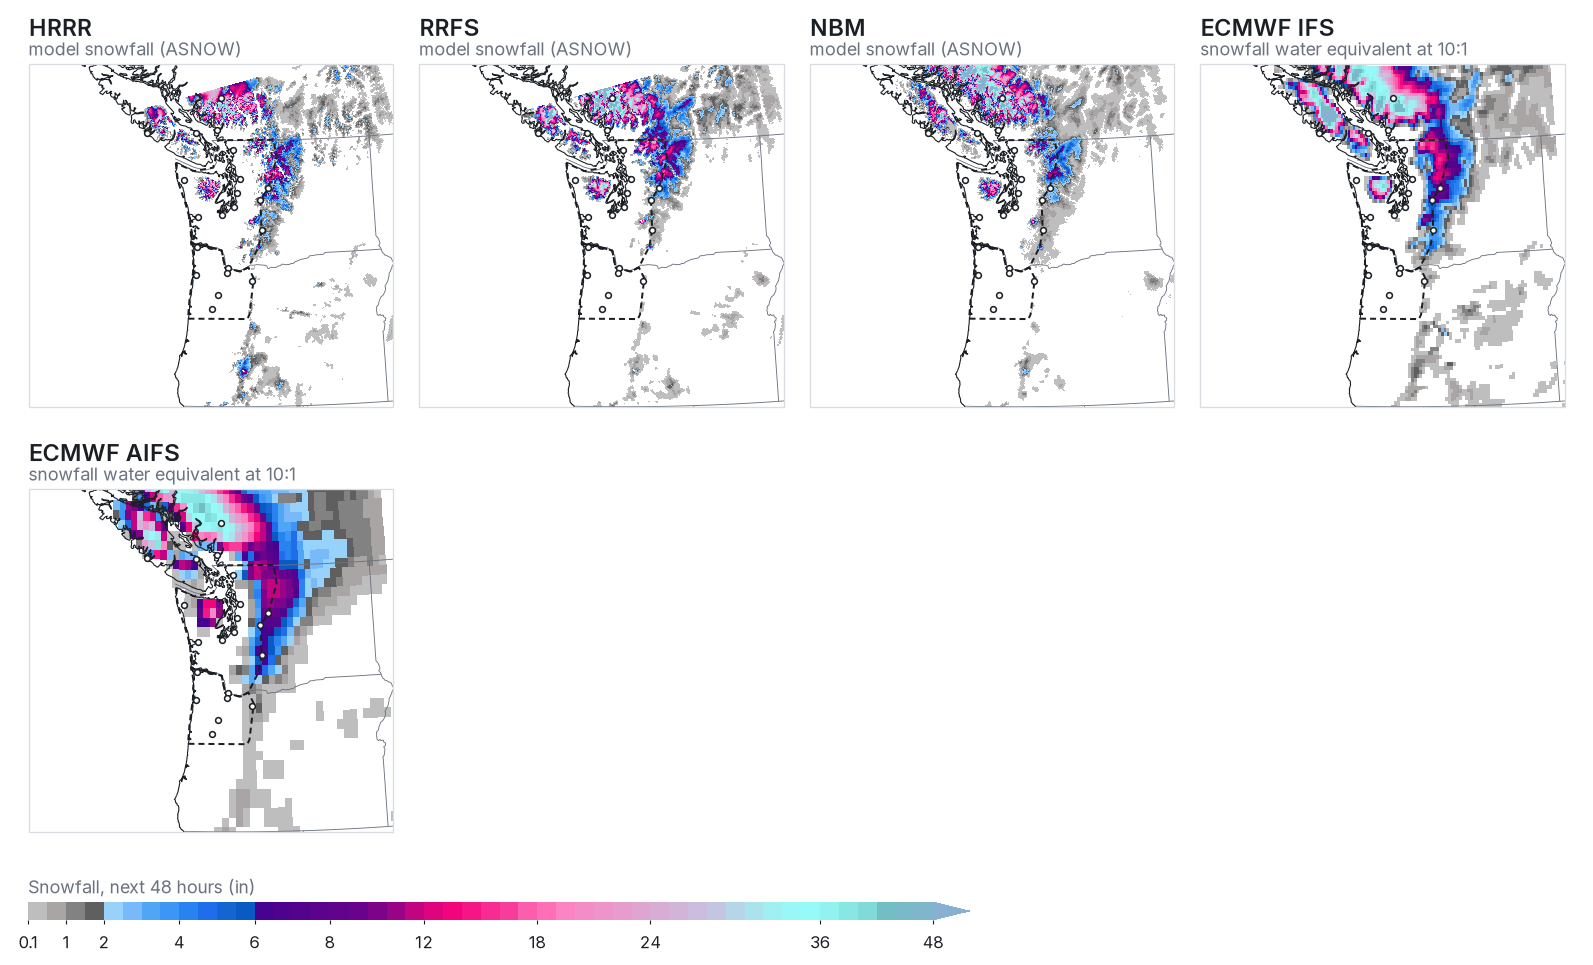 HRRR
model snowfall (ASNOW)
RRFS
model snowfall (ASNOW)
NBM
model snowfall (ASNOW)
ECMWF IFS
snowfall water equivalent at 10:1
ECMWF AIFS
snowfall water equivalent at 10:1
Snowfall, next 48 hours (in)
0.1 1 2 4 6 8 12 18 24 36 48